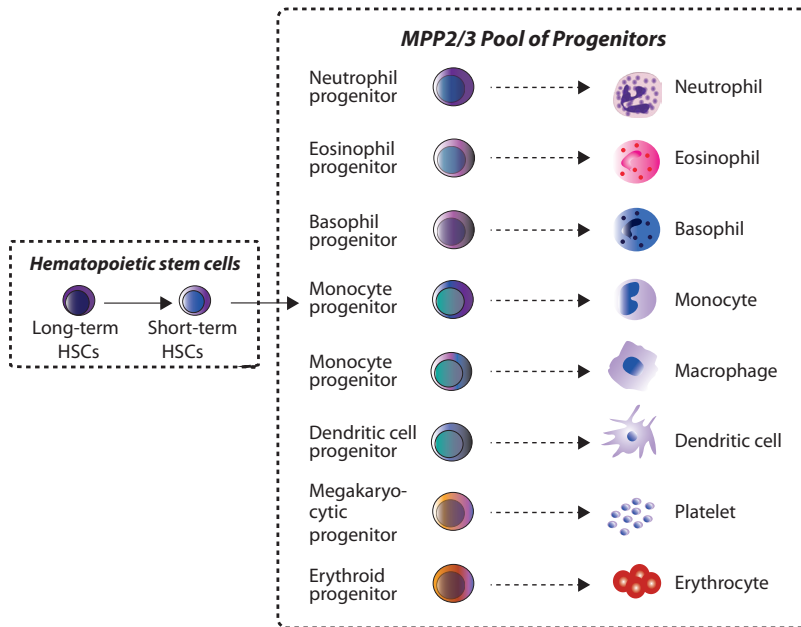 MPP2/3 Pool of Progenitors
Neutrophil
progenitor
Neutrophil
Eosinophil
progenitor
Eosinophil
Basophil
progenitor
Basophil
Hematopoietic stem cells
Long-term
HSCs
Short-term
HSCs
Monocyte
progenitor
Monocyte
Monocyte
progenitor
Macrophage
Dendritic cell
progenitor
Dendritic cell
Megakaryo-
cytic
progenitor
Platelet
Erythroid
progenitor
Erythrocyte